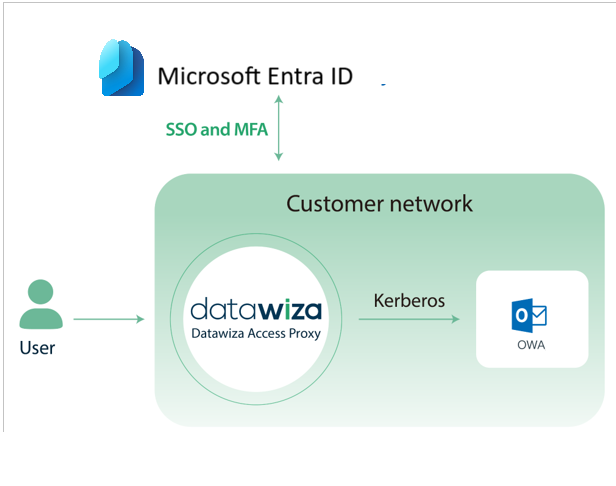 Microsoft Entra ID
SSO and MFA
Customer network
datawiza
Datawiza Access Proxy
Kerberos
O
OWA
User